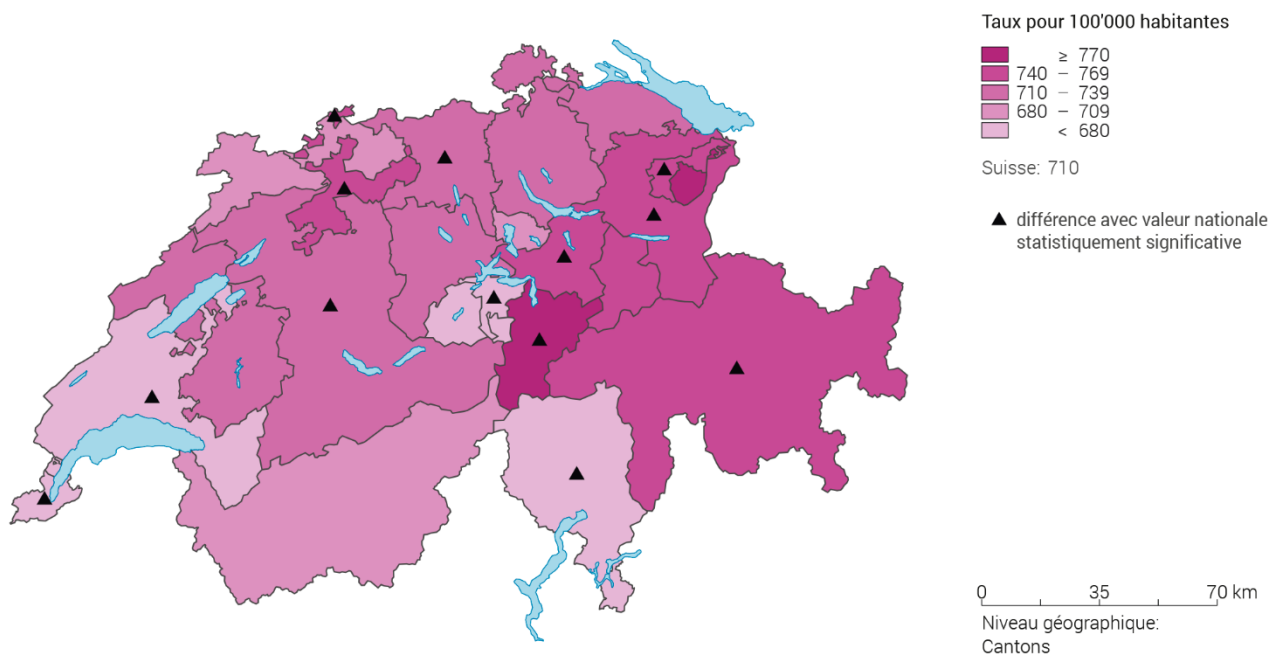 Taux pour 100'000 habitantes
≥ 770
740 – 769
710 – 739
680 – 709
< 680
Suisse: 710
▲ différence avec valeur nationale
statistiquement significative
0 35 70 km
Niveau géographique:
Cantons